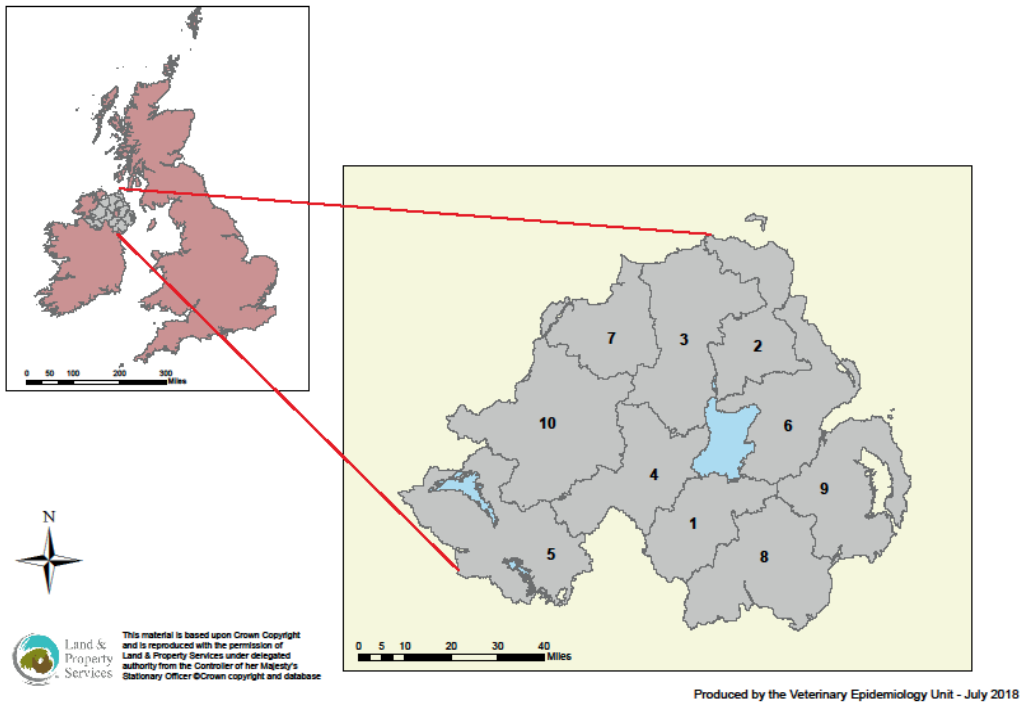 0 50 100 200 300
Miles
7
3
2
10
6
4
9
1
5
8
0 5 10 20 30 40
Miles
N
Land &
Property
Services
This material is based upon Crown Copyright
and is reproduced with the permission of
Land & Property Services under delegated
authority from the Controller of her Majesty's
Stationary Officer ©Crown copyright and database
Produced by the Veterinary Epidemiology Unit - July 2018